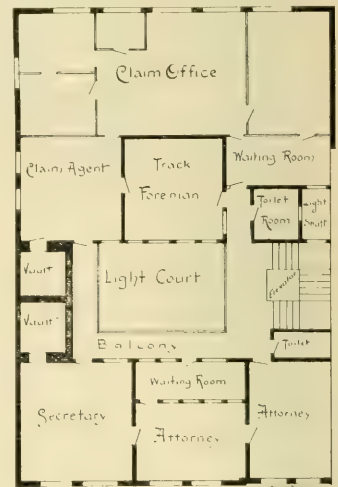 Claim Office
Claim Agent
Track
Foreman
Waiting Room
Toilet
Room
Light
Shaft
Vault
Vault
Light Court
Elevator
Balcony
Toilet
Waiting Room
Secretary
Attorney
Attorney